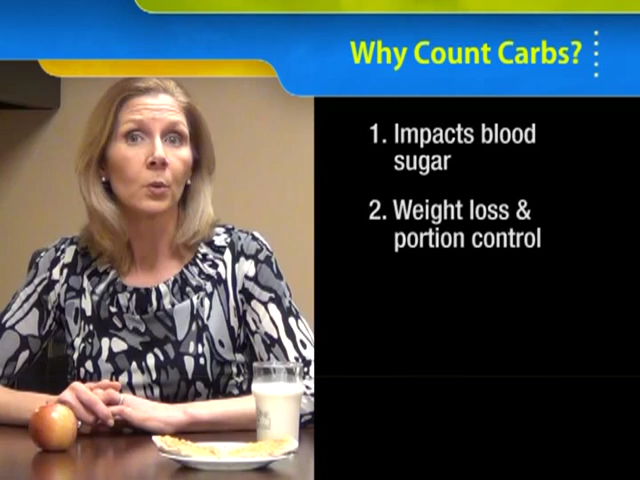 Why Count Carbs?
1. Impacts blood
sugar
2. Weight loss &
portion control